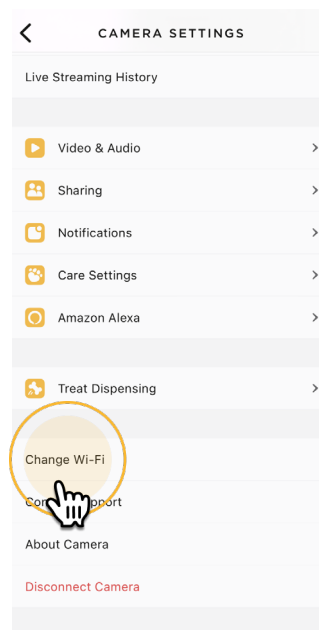 CAMERA SETTINGS
Live Streaming History
Video & Audio
Sharing
Notifications
Care Settings
Amazon Alexa
Treat Dispensing
Change Wi-Fi
About Camera
Disconnect Camera